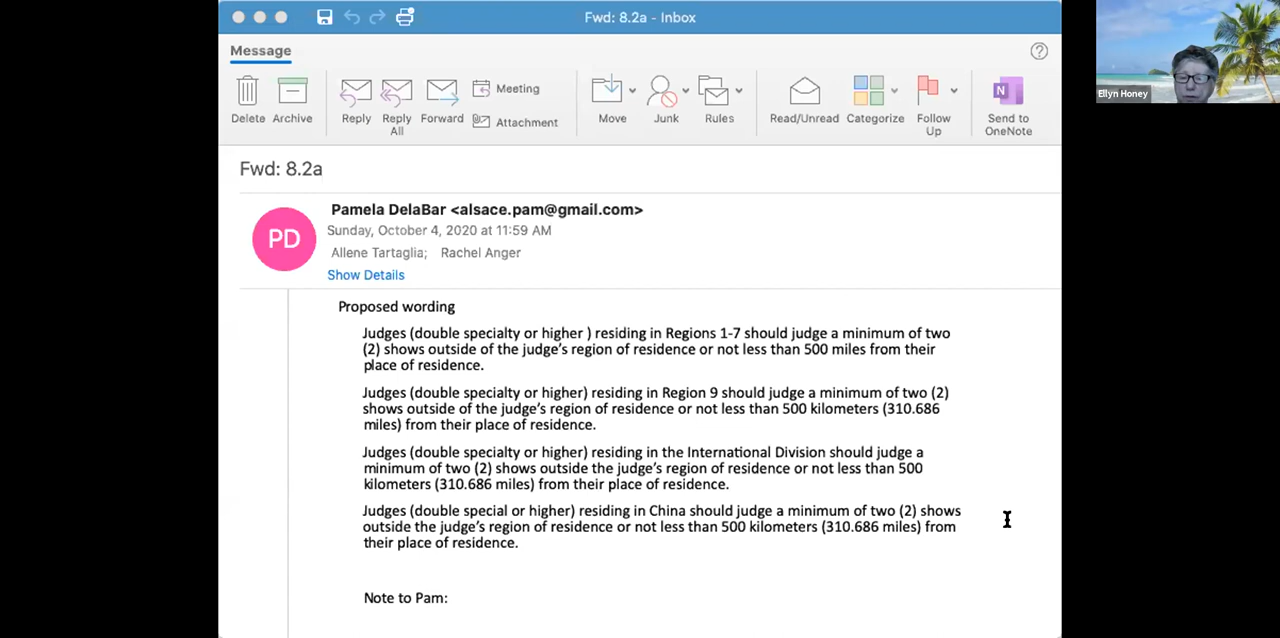 Fwd: 8.2a - Inbox
Message
Delete
Archive
Reply
Reply All
Forward
Meeting
Attachment
Move
Junk
Rules
Read/Unread
Categorize
Follow Up
Send to OneNote
N
Ellyn Honey
Fwd: 8.2a
PD
Pamela DelaBar <alsace.pam@gmail.com>
Sunday, October 4, 2020 at 11:59 AM
Allene Tartaglia; Rachel Anger
Show Details
Proposed wording
Judges (double specialty or higher ) residing in Regions 1-7 should judge a minimum of two
(2) shows outside of the judge's region of residence or not less than 500 miles from their
place of residence.
Judges (double specialty or higher) residing in Region 9 should judge a minimum of two (2)
shows outside of the judge's region of residence or not less than 500 kilometers (310.686
miles) from their place of residence.
Judges (double specialty or higher) residing in the International Division should judge a
minimum of two (2) shows outside the judge's region of residence or not less than 500
kilometers (310.686 miles) from their place of residence.
Judges (double special or higher) residing in China should judge a minimum of two (2) shows
outside the judge's region of residence or not less than 500 kilometers (310.686 miles) from
their place of residence.
Note to Pam: